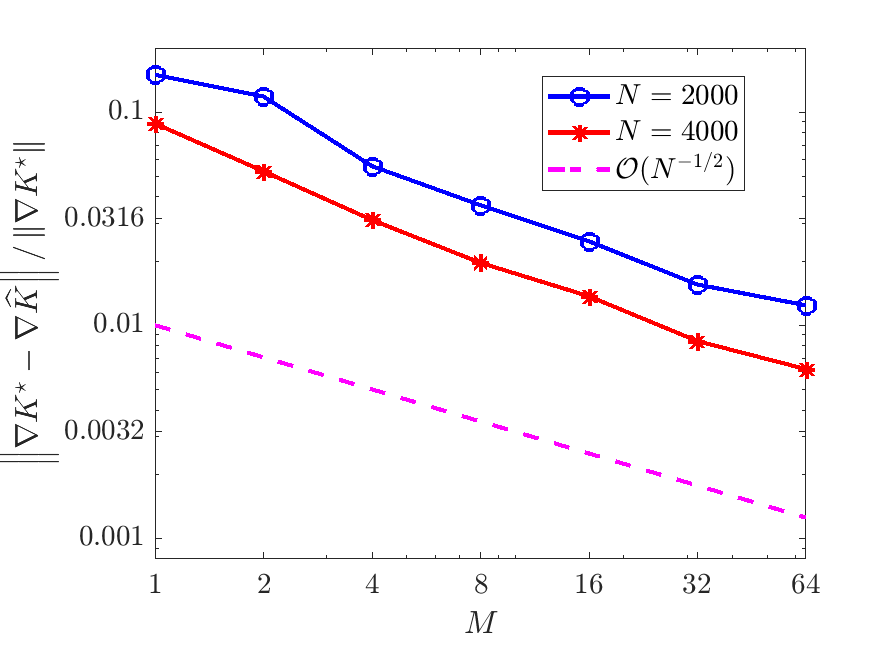 ‖∇K⋆ − ∇K̂‖ / ‖∇K⋆‖
0.1
0.0316
0.01
0.0032
0.001
N = 2000
N = 4000
𝒪(N^{-1/2})
1 2 4 8 16 32 64
M